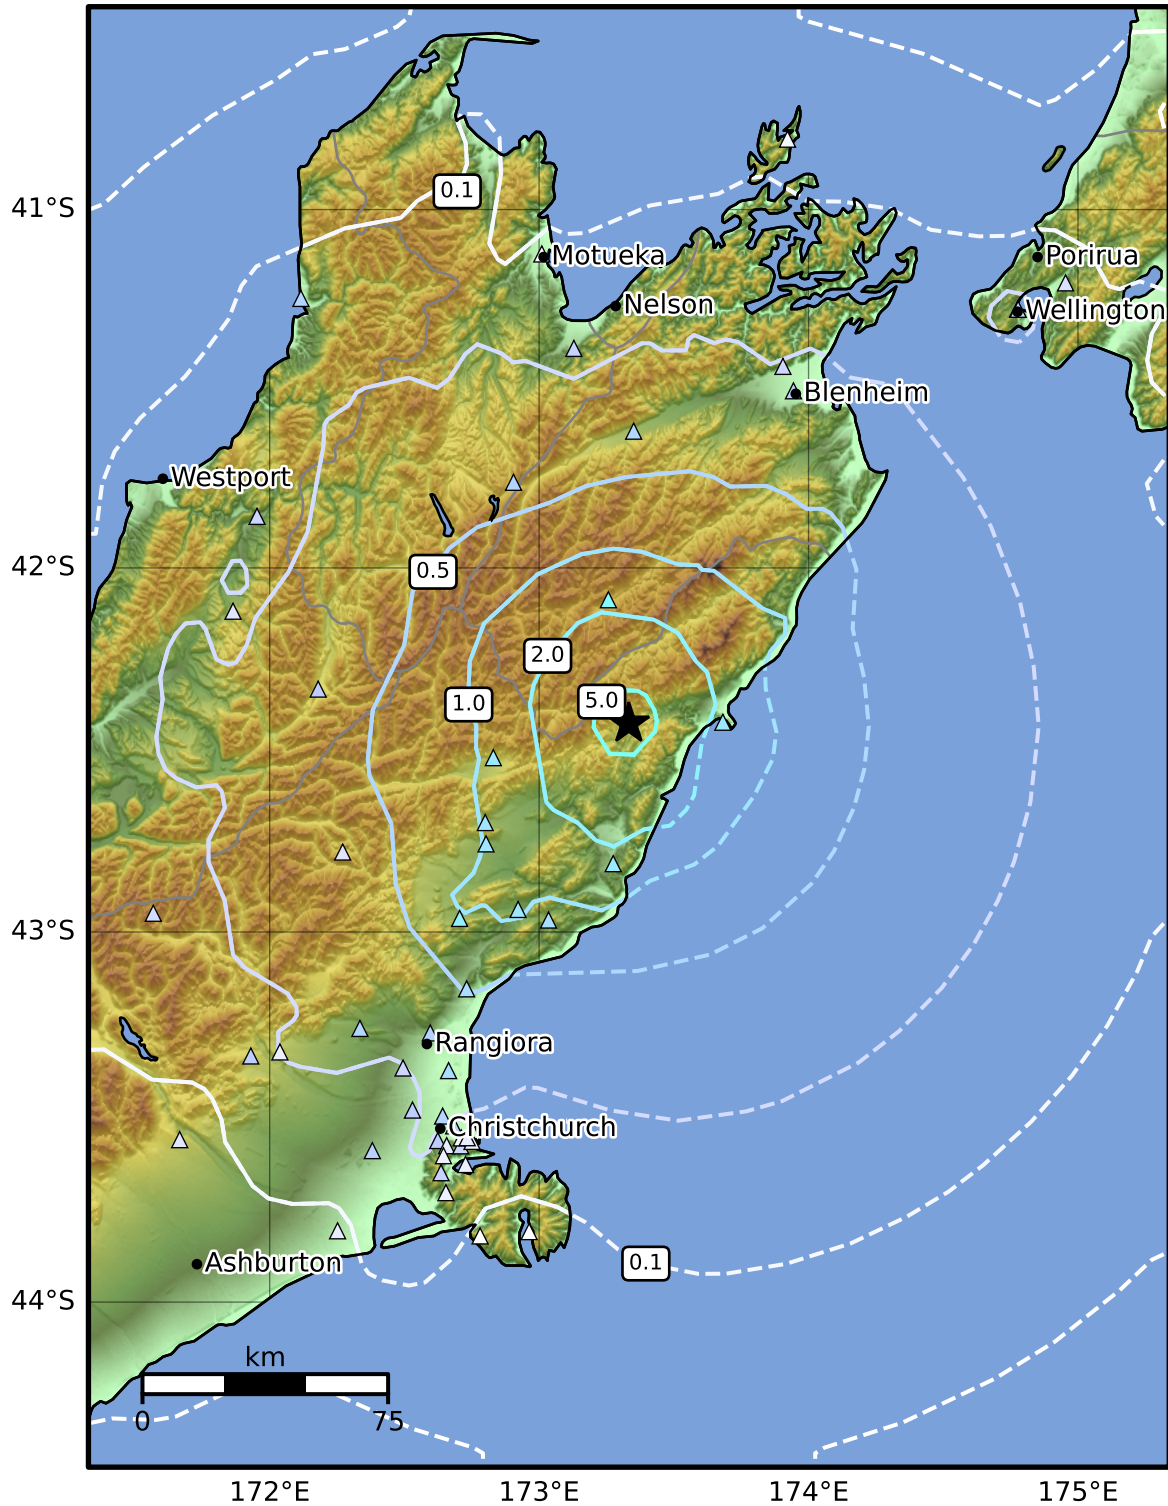 41°S
42°S
43°S
44°S
0.1
Motueka
Nelson
Porirua
Wellington
Blenheim
Westport
0.5
2.0
5.0
1.0
Rangiora
Christchurch
Ashburton
0.1
km
0
75
172°E
173°E
174°E
175°E